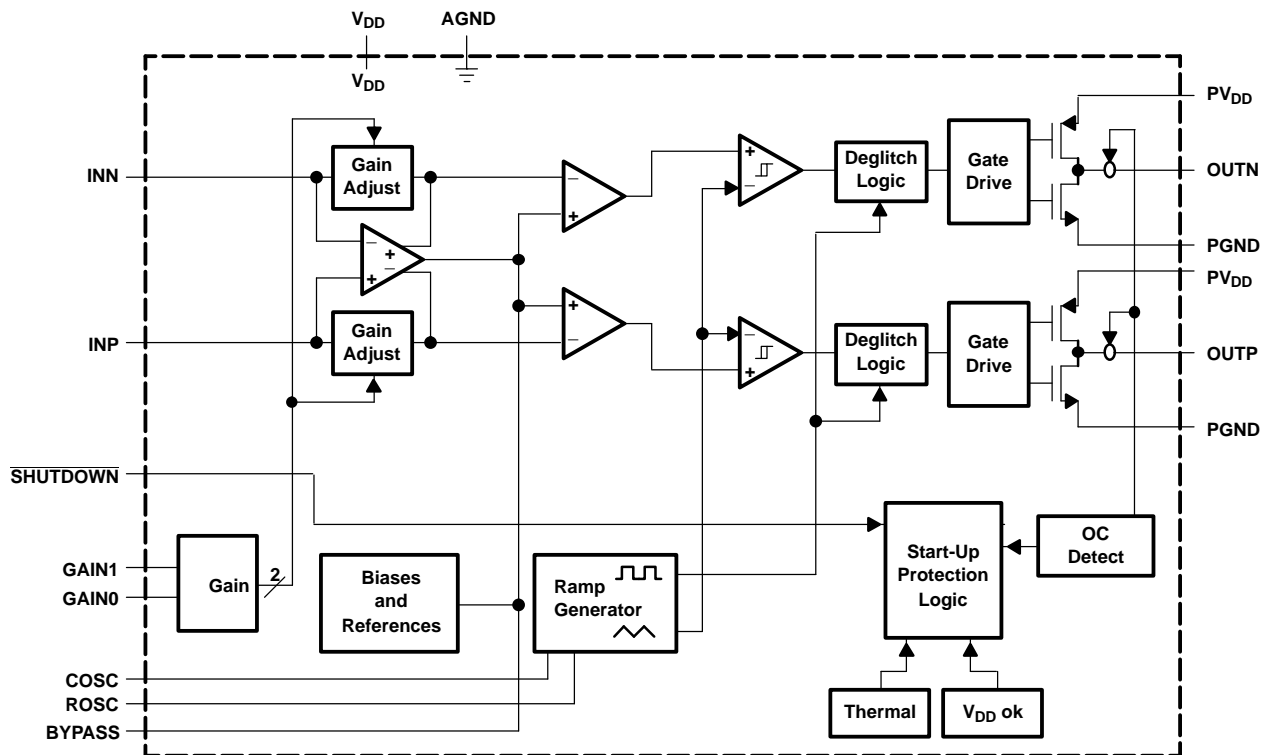 VDD
AGND
VDD
PVDD
INN
Gain
Adjust
−
+
+
−
Deglitch
Logic
Gate
Drive
OUTN
−
+
+
−
PGND
PVDD
INP
Gain
Adjust
+
−
−
+
Deglitch
Logic
Gate
Drive
OUTP
PGND
SHUTDOWN
GAIN1
GAIN0
Gain
2
Biases
and
References
Ramp
Generator
Start-Up
Protection
Logic
OC
Detect
COSC
ROSC
BYPASS
Thermal
VDD ok